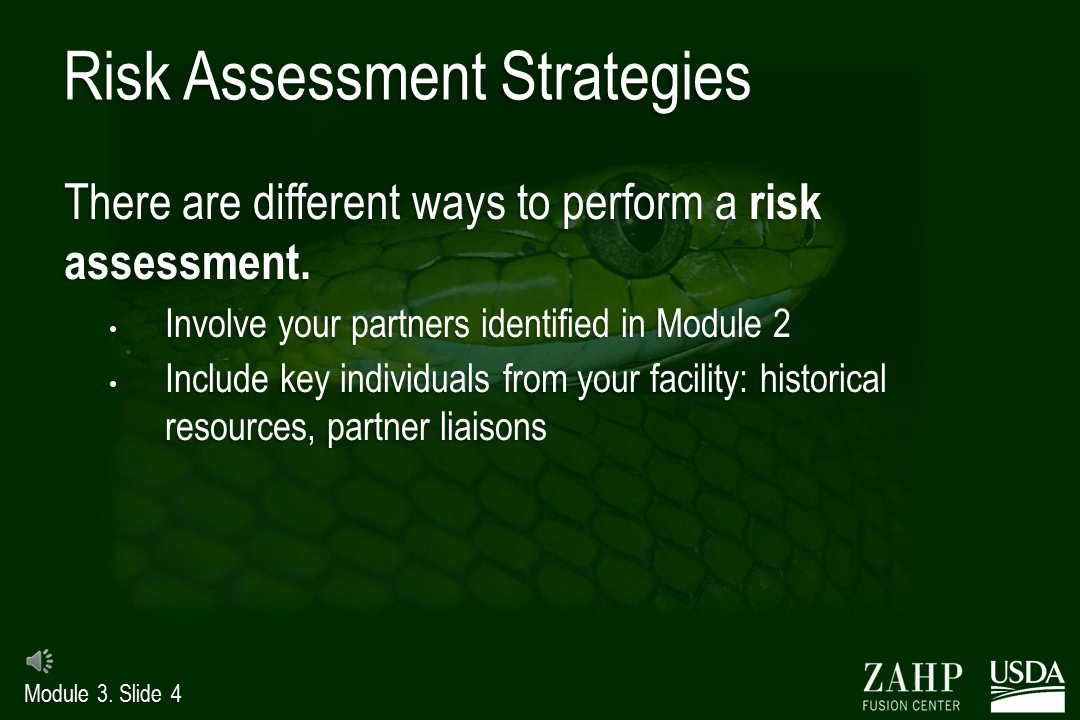 Risk Assessment Strategies
There are different ways to perform a risk
assessment.
• Involve your partners identified in Module 2
• Include key individuals from your facility: historical
resources, partner liaisons
Module 3. Slide 4
ZAHP
FUSION CENTER
USDA